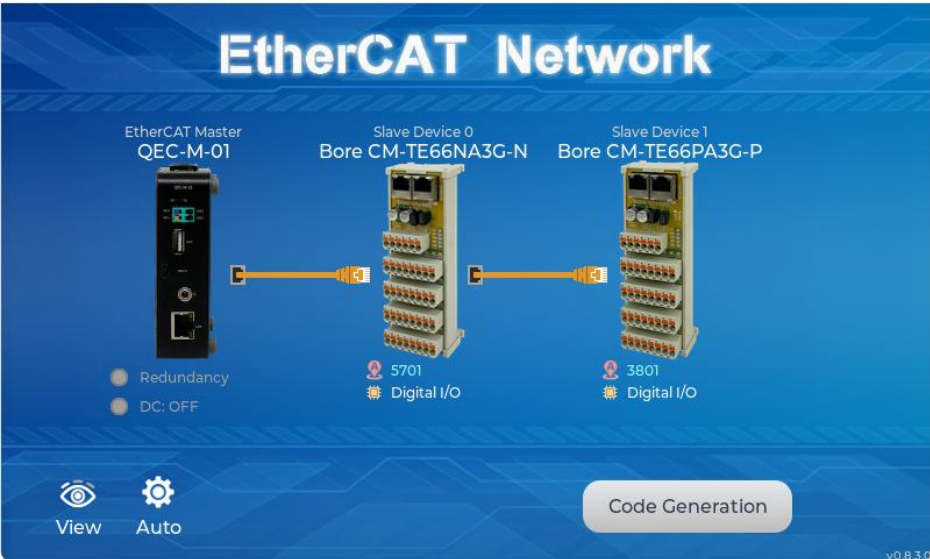 EtherCAT Network
EtherCAT Master
QEC-M-01
Slave Device 0
Bore CM-TE66NA3G-N
Slave Device 1
Bore CM-TE66PA3G-P
5701
3801
Redundancy
Digital I/O
Digital I/O
DC: OFF
View
Auto
Code Generation
v0.8.3.0